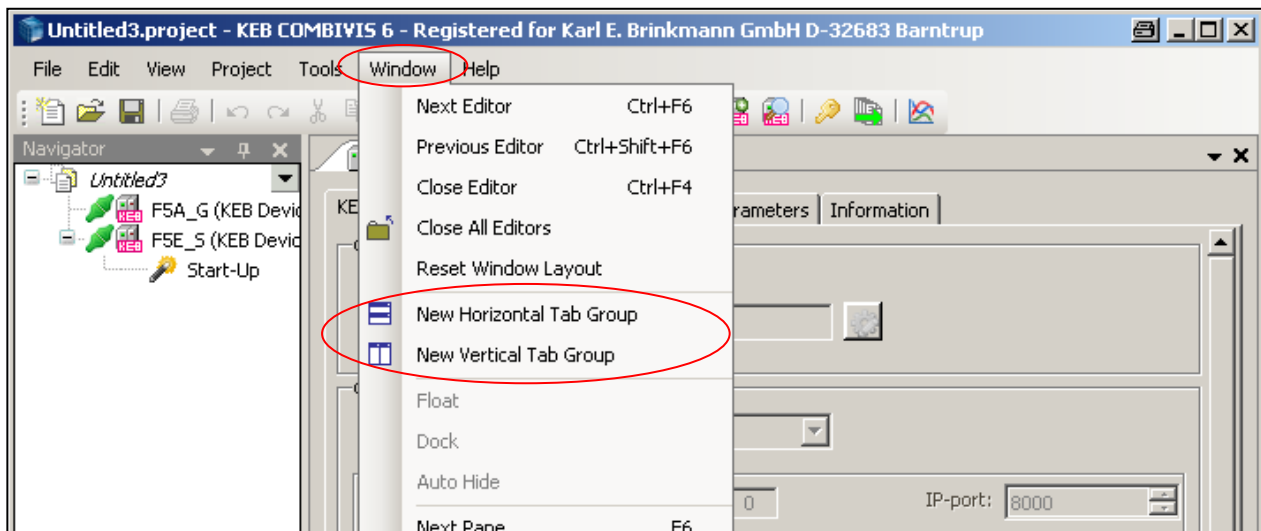 Untitled3.project - KEB COMBIVIS 6 - Registered for Karl E. Brinkmann GmbH D-32683 Barntrup
File Edit View Project Tools Window Help
Navigator
Untitled3
F5A_G (KEB Devic
F5E_S (KEB Devic
Start-Up
Next Editor Ctrl+F6
Previous Editor Ctrl+Shift+F6
Close Editor Ctrl+F4
Close All Editors
Reset Window Layout
New Horizontal Tab Group
New Vertical Tab Group
Float
Dock
Auto Hide
Next Pane F6
KE
rameters Information
0 IP-port: 8000